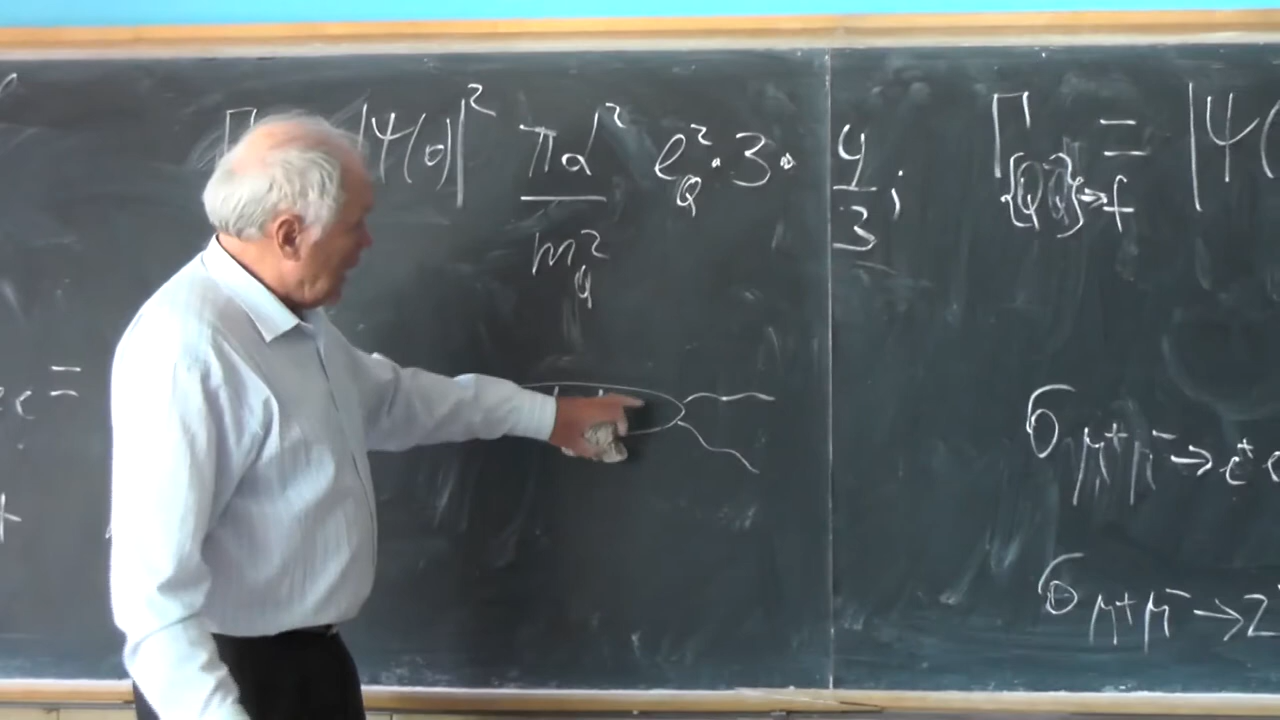 Γ |Ψ(0)|² πα²/m_Q² e_Q² · 3 · 4/3 ;
Γ_{QQ̄}→f = |Ψ(
c =
σ μ⁺μ⁻ → e⁺e
σ μ⁺μ⁻ → 2